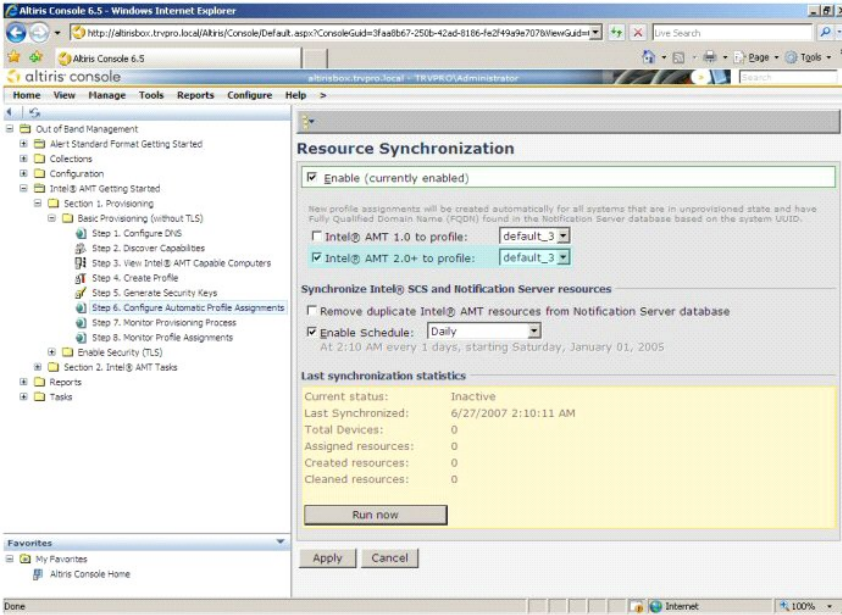 Altiris Console 6.5 - Windows Internet Explorer
http://altirisbox.trvpro.local/Altiris/Console/Default.aspx?ConsoleGuid=3faa8b67-250b-42ad-8186-fe2f49a9e7078&ViewGuid=
Live Search
Altiris Console 6.5
Page
Tools
altiris console
altirisbox.trvpro.local - TRVPRO\Administrator
Search
Home View Manage Tools Reports Configure Help >
Out of Band Management
Alert Standard Format Getting Started
Collections
Configuration
Intel® AMT Getting Started
Section 1. Provisioning
Basic Provisioning (without TLS)
Step 1. Configure DNS
Step 2. Discover Capabilities
Step 3. View Intel® AMT Capable Computers
Step 4. Create Profile
Step 5. Generate Security Keys
Step 6. Configure Automatic Profile Assignments
Step 7. Monitor Provisioning Process
Step 8. Monitor Profile Assignments
Enable Security (TLS)
Section 2. Intel® AMT Tasks
Reports
Tasks
Favorites
My Favorites
Altiris Console Home
Resource Synchronization
Enable (currently enabled)
New profile assignments will be created automatically for all systems that are in unprovisioned state and have
Fully Qualified Domain Name (FQDN) found in the Notification Server database based on the system UUID.
Intel® AMT 1.0 to profile: default_3
Intel® AMT 2.0+ to profile: default_3
Synchronize Intel® SCS and Notification Server resources
Remove duplicate Intel® AMT resources from Notification Server database
Enable Schedule: Daily
At 2:10 AM every 1 days, starting Saturday, January 01, 2005
Last synchronization statistics
Current status: Inactive
Last Synchronized: 6/27/2007 2:10:11 AM
Total Devices: 0
Assigned resources: 0
Created resources: 0
Cleaned resources: 0
Run now
Apply Cancel
Done
Internet
100%